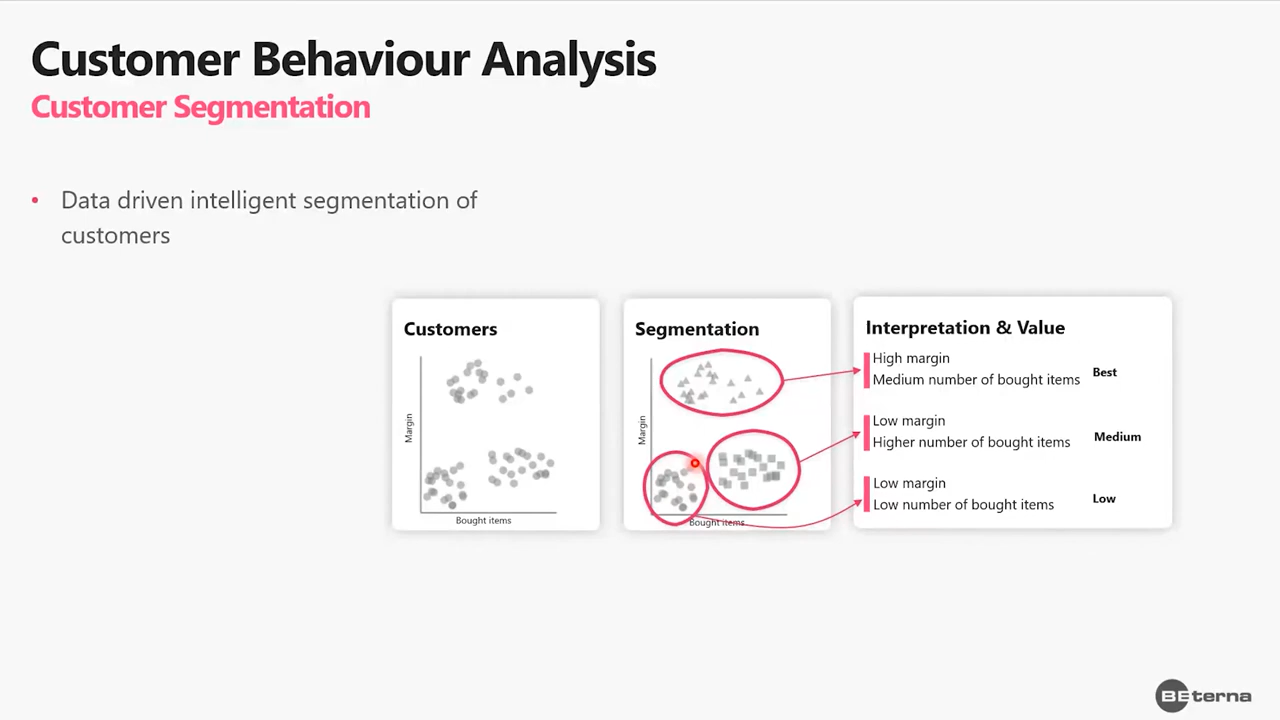 Customer Behaviour Analysis
Customer Segmentation
• Data driven intelligent segmentation of
customers
Customers
Margin
Bought items
Segmentation
Margin
Bought items
Interpretation & Value
High margin
Medium number of bought items
Best
Low margin
Higher number of bought items
Medium
Low margin
Low number of bought items
Low
BEterna